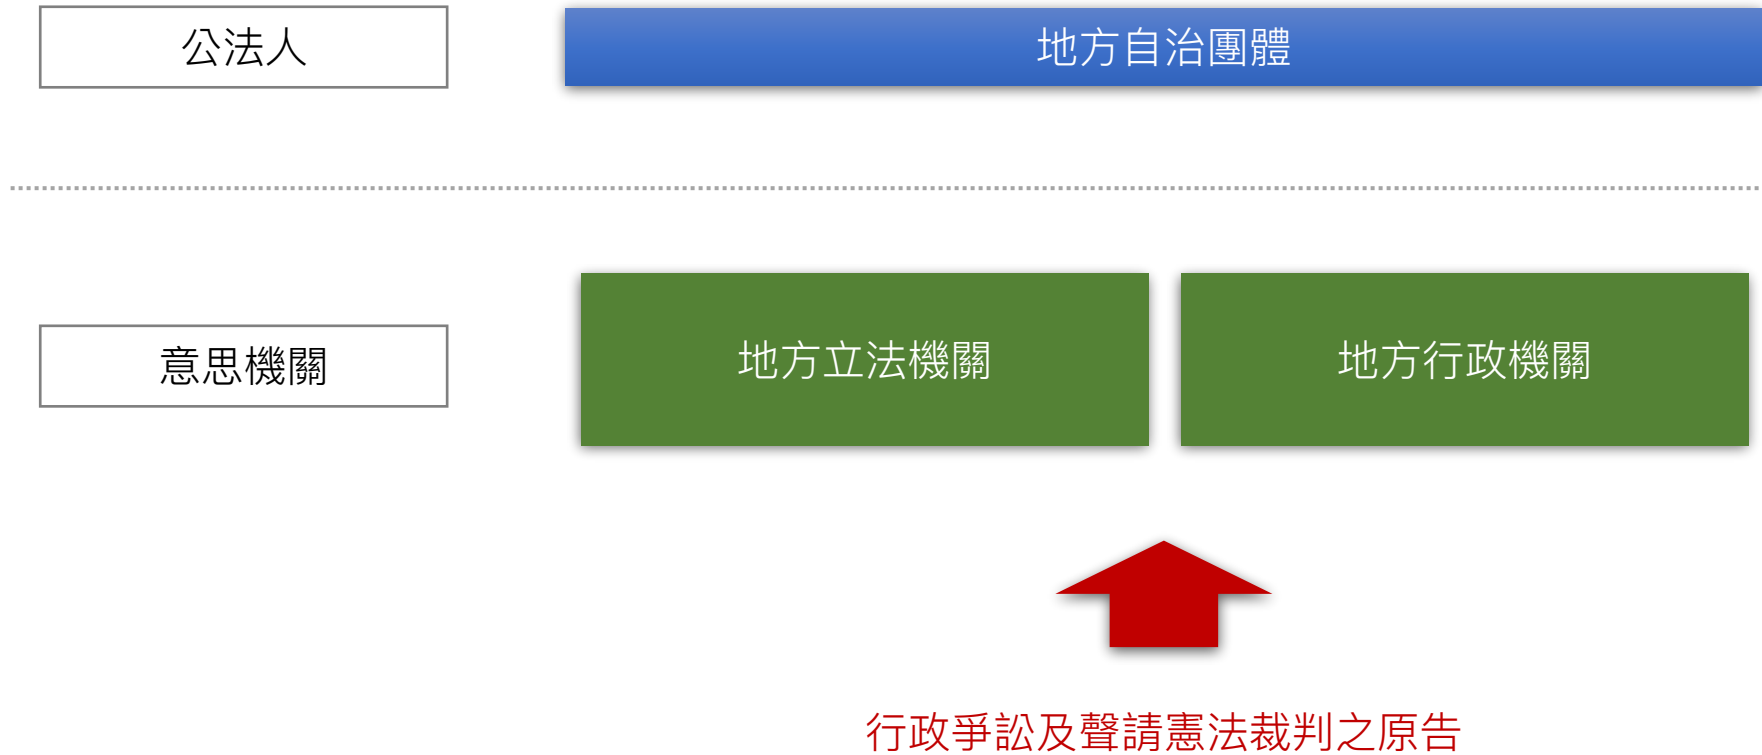 公法人
地方自治團體
意思機關
地方立法機關
地方行政機關
行政爭訟及聲請憲法裁判之原告